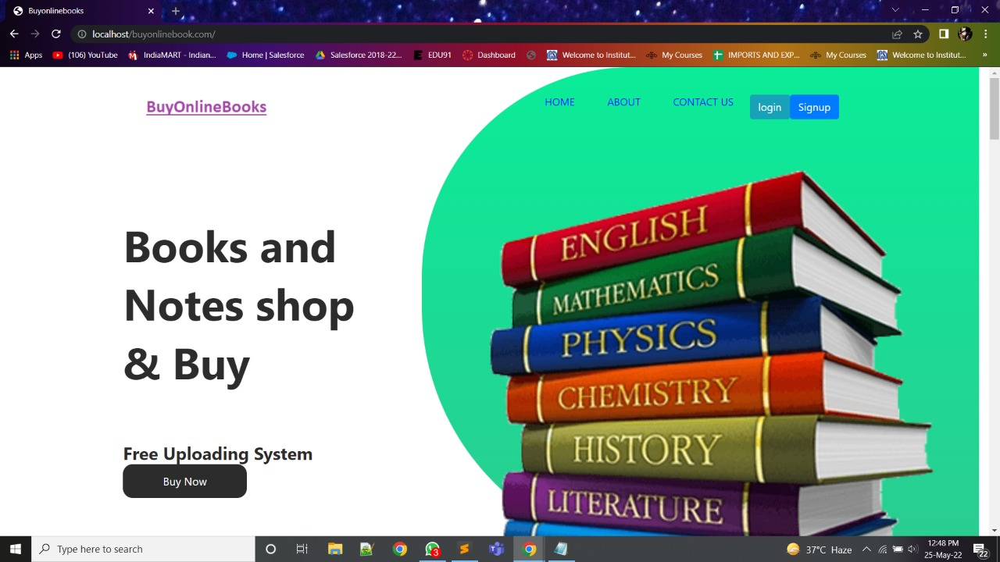 Buyonlinebooks
localhost/buyonlinebook.com/
Apps (106) YouTube IndiaMART - Indian... Home | Salesforce Salesforce 2018-22... EDU91 Dashboard Welcome to Institut... My Courses IMPORTS AND EXP... My Courses Welcome to Institut... »
BuyOnlineBooks
HOME ABOUT CONTACT US login Signup
Books and
Notes shop
& Buy
Free Uploading System
Buy Now
ENGLISH
MATHEMATICS
PHYSICS
CHEMISTRY
HISTORY
LITERATURE
Type here to search
3
37°C Haze
12:48 PM
25-May-22
22